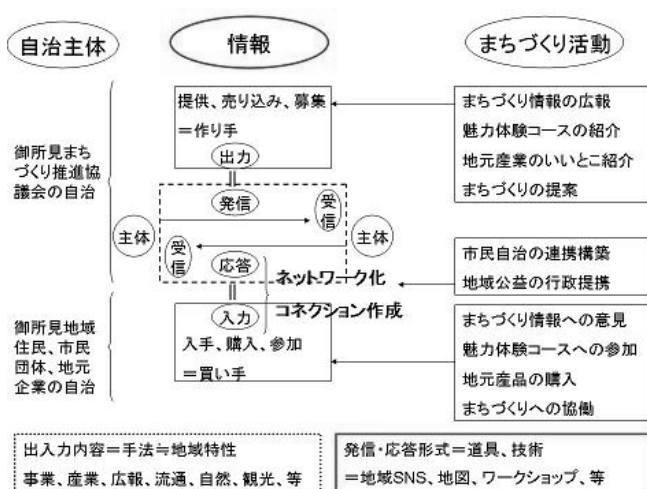 自治主体
情報
まちづくり活動
提供、売り込み、募集
＝作り手
出力
発信
受信
主体
主体
受信
応答
ネットワーク化
コネクション作成
入力
入手、購入、参加
＝買い手
御所見まち
づくり推進協
議会の自治
御所見地域
住民、市民
団体、地元
企業の自治
まちづくり情報の広報
魅力体験コースの紹介
地元産業のいいとこ紹介
まちづくりの提案
市民自治の連携構築
地域公益の行政提携
まちづくり情報への意見
魅力体験コースへの参加
地元産品の購入
まちづくりへの協働
出入力内容＝手法≒地域特性
事業、産業、広報、流通、自然、観光、等
発信・応答形式＝道具、技術
＝地域SNS、地図、ワークショップ、等